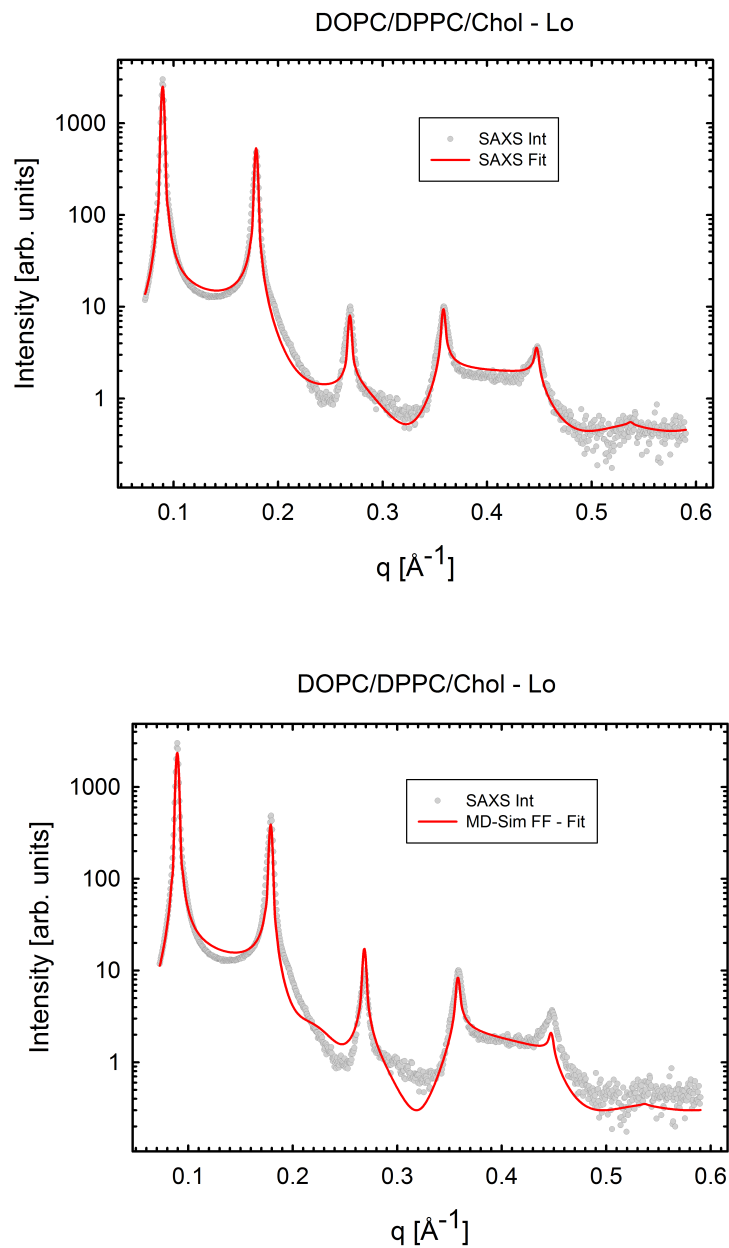 DOPC/DPPC/Chol - Lo
SAXS Int
SAXS Fit
1000
100
10
1
Intensity [arb. units]
0.1 0.2 0.3 0.4 0.5 0.6
q [Å-1]
DOPC/DPPC/Chol - Lo
SAXS Int
MD-Sim FF - Fit
1000
100
10
1
Intensity [arb. units]
0.1 0.2 0.3 0.4 0.5 0.6
q [Å-1]